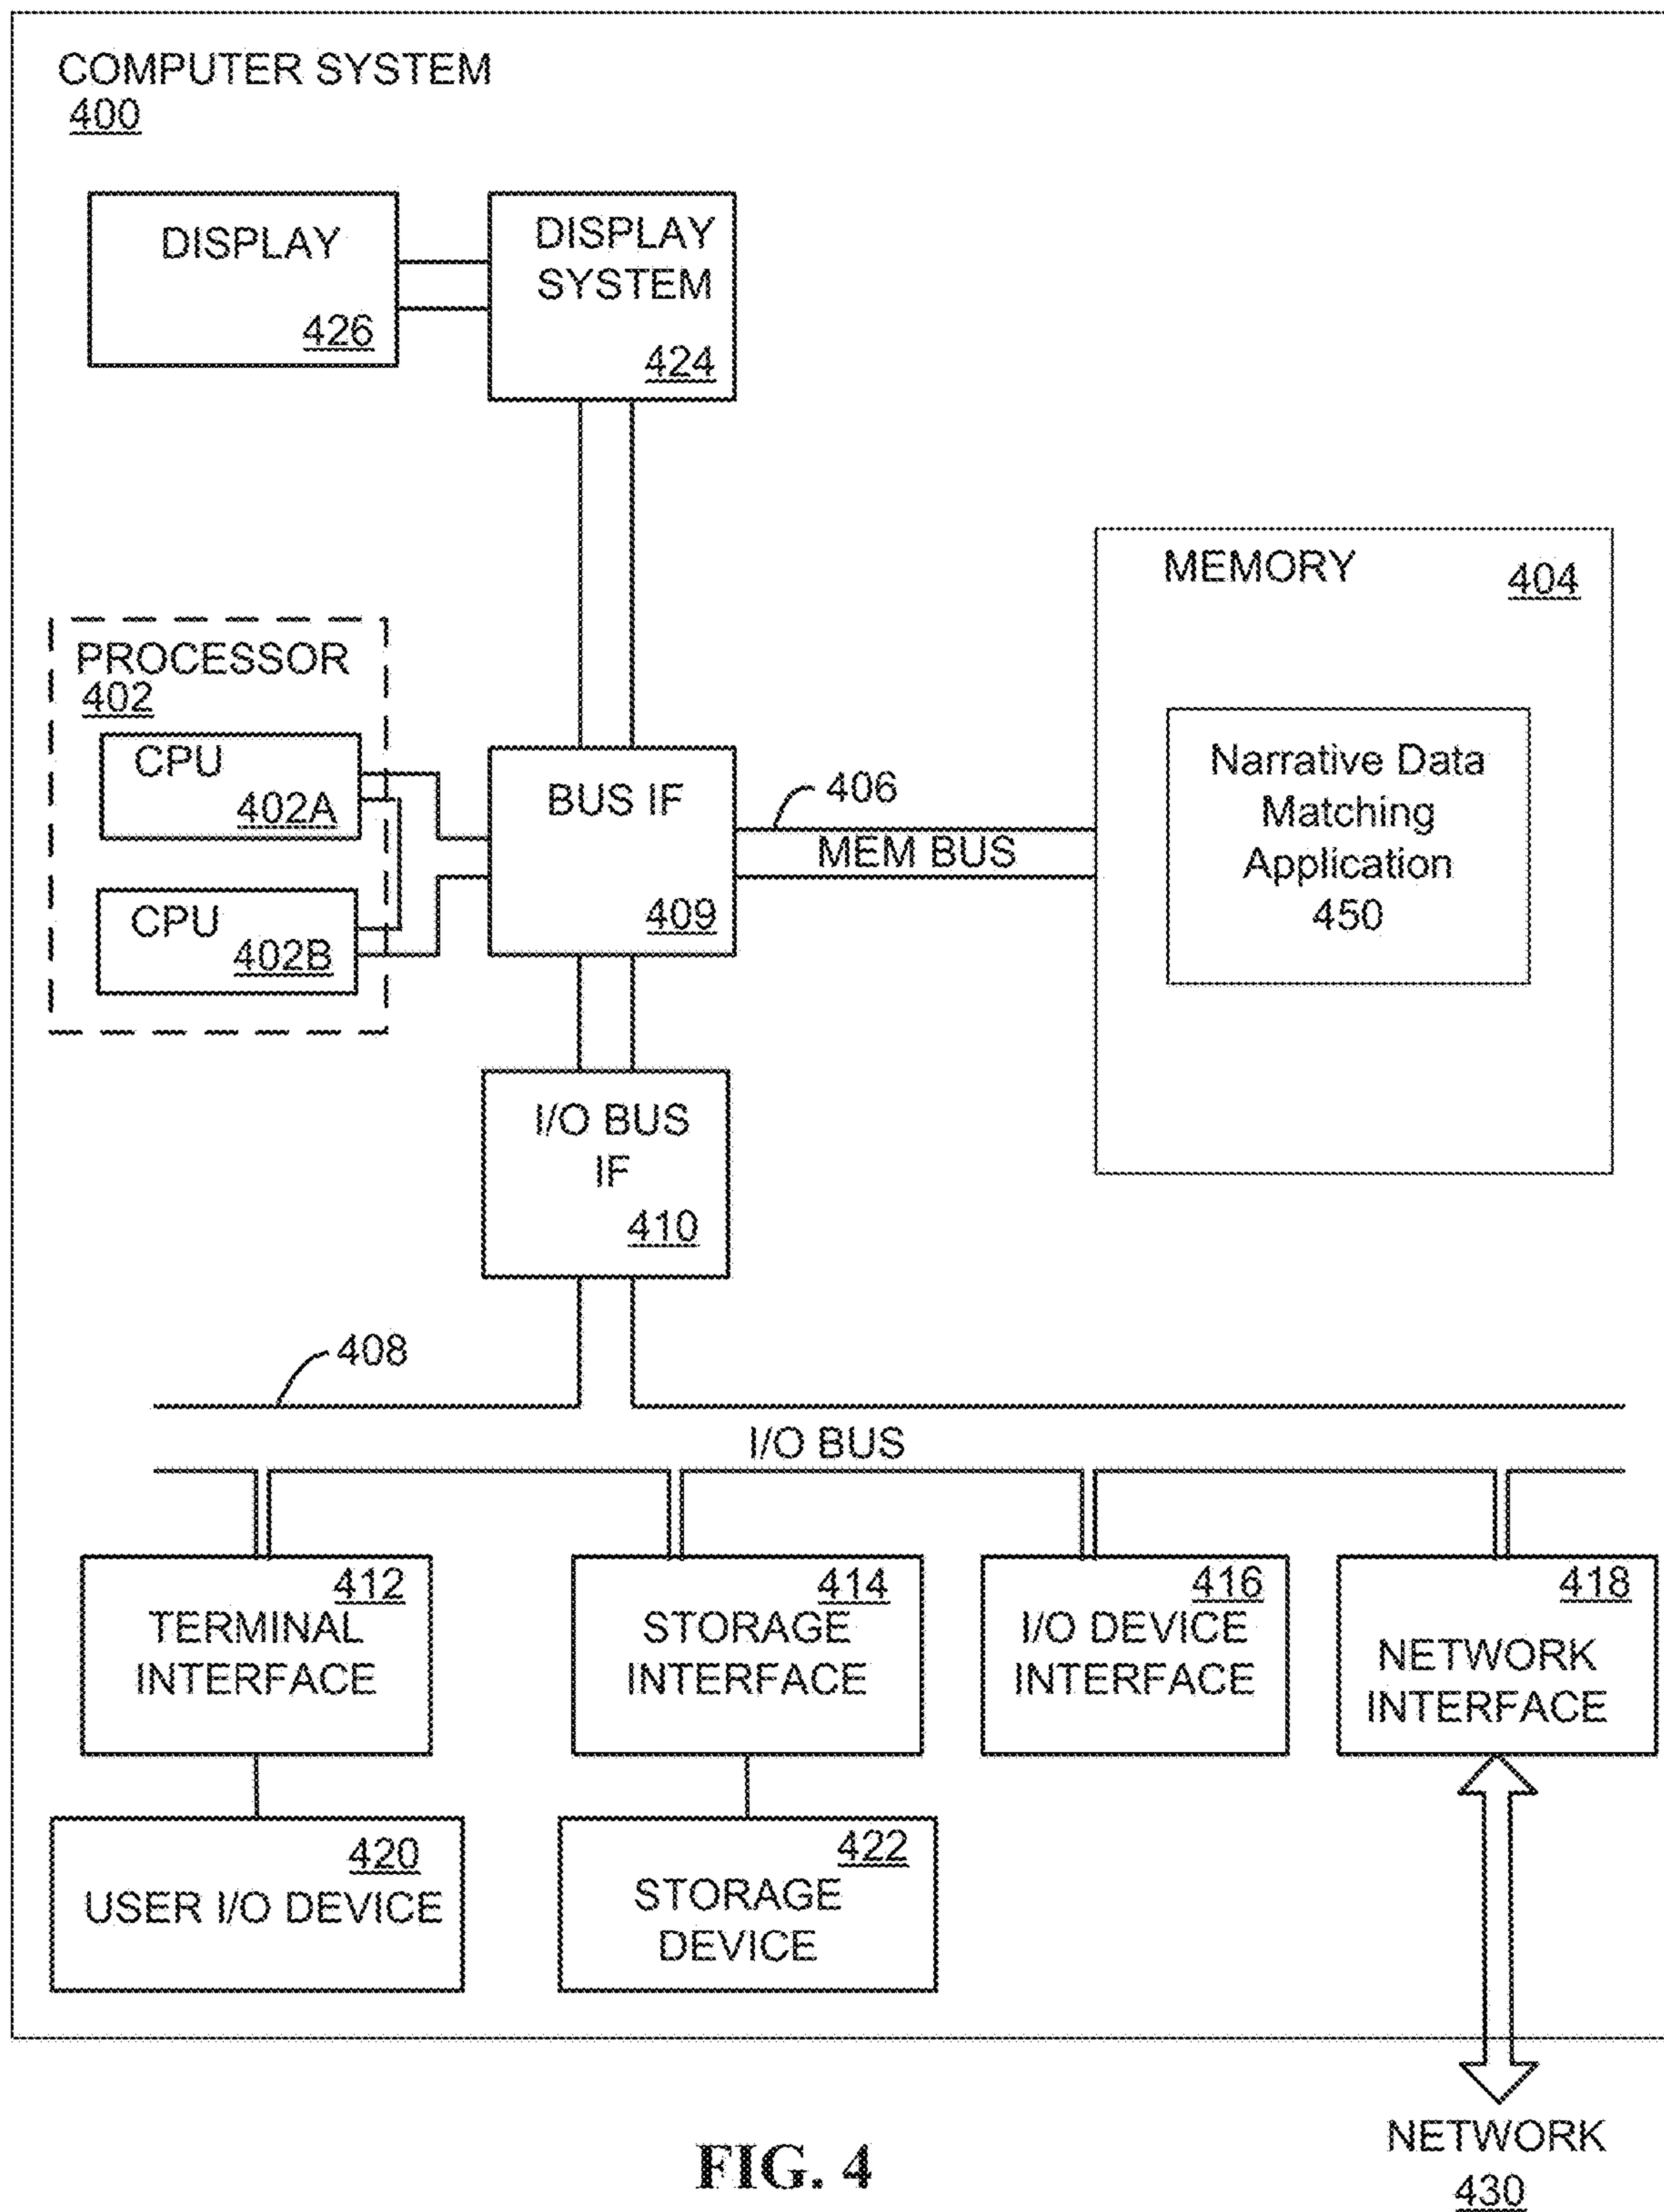 COMPUTER SYSTEM
400
DISPLAY
426
DISPLAY
SYSTEM
424
MEMORY
404
Narrative Data
Matching
Application
450
PROCESSOR
402
CPU
402A
CPU
402B
BUS IF
409
406
MEM BUS
I/O BUS
IF
410
408
I/O BUS
412
TERMINAL
INTERFACE
414
STORAGE
INTERFACE
416
I/O DEVICE
INTERFACE
418
NETWORK
INTERFACE
420
USER I/O DEVICE
422
STORAGE
DEVICE
NETWORK
430
FIG. 4